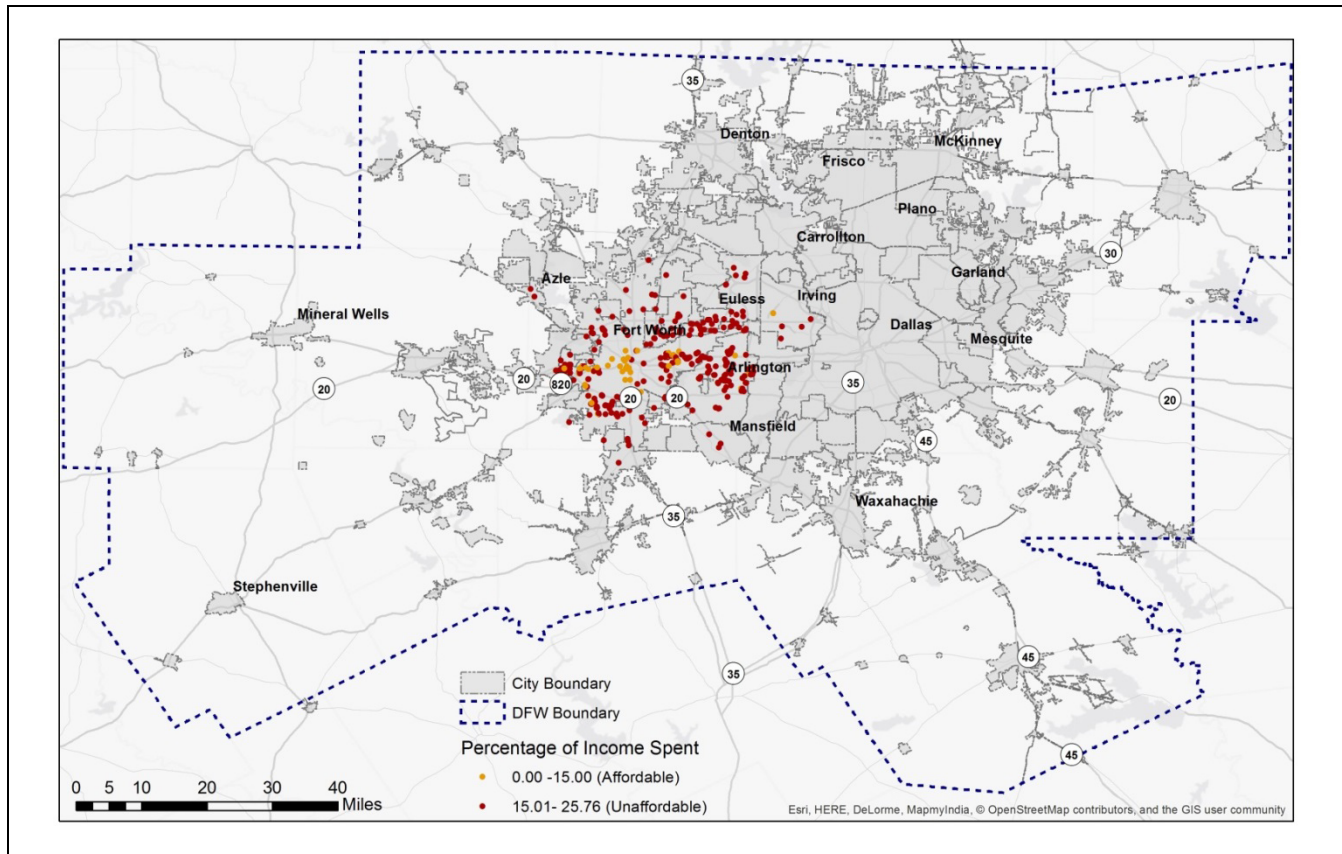 35
Denton
McKinney
Frisco
Plano
Carrollton
30
Garland
Azle
Euless
Irving
Mineral Wells
Fort Worth
Dallas
Mesquite
Arlington
20
20
820
35
20
20
20
Mansfield
45
Waxahachie
35
Stephenville
45
35
45
City Boundary
DFW Boundary
Percentage of Income Spent
0.00 -15.00 (Affordable)
15.01- 25.76 (Unaffordable)
0 5 10 20 30 40
Miles
Esri, HERE, DeLorme, MapmyIndia, © OpenStreetMap contributors, and the GIS user community